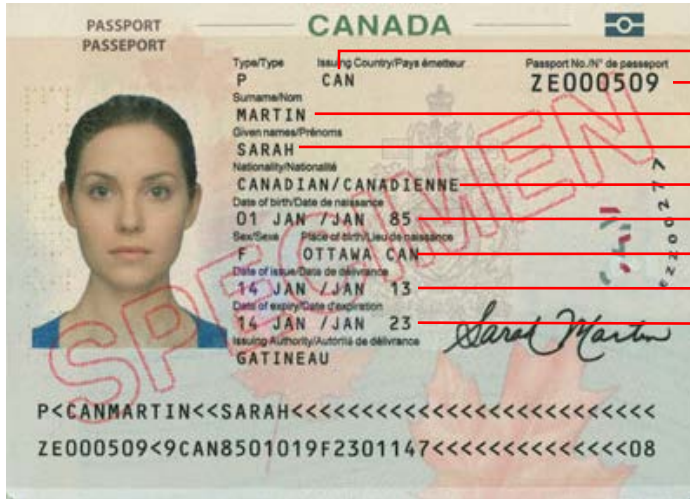 PASSPORT
PASSEPORT
CANADA
Type/Type Issuing Country/Pays émetteur Passport No./N° de passeport
P CAN ZE000509
Surname/Nom
MARTIN
Given names/Prénoms
SARAH
Nationality/Nationalité
CANADIAN/CANADIENNE
Date of birth/Date de naissance
01 JAN /JAN 85
Sex/Sexe Place of birth/Lieu de naissance
F OTTAWA CAN
Date of issue/Date de délivrance
14 JAN /JAN 13
Date of expiry/Date d'expiration
14 JAN /JAN 23
Issuing Authority/Autorité de délivrance
GATINEAU
Sarah Martin
SPECIMEN
P<CANMARTIN<<SARAH<<<<<<<<<<<<<<<<<<<<<<<<<<
ZE000509<9CAN8501019F2301147<<<<<<<<<<<<<<08